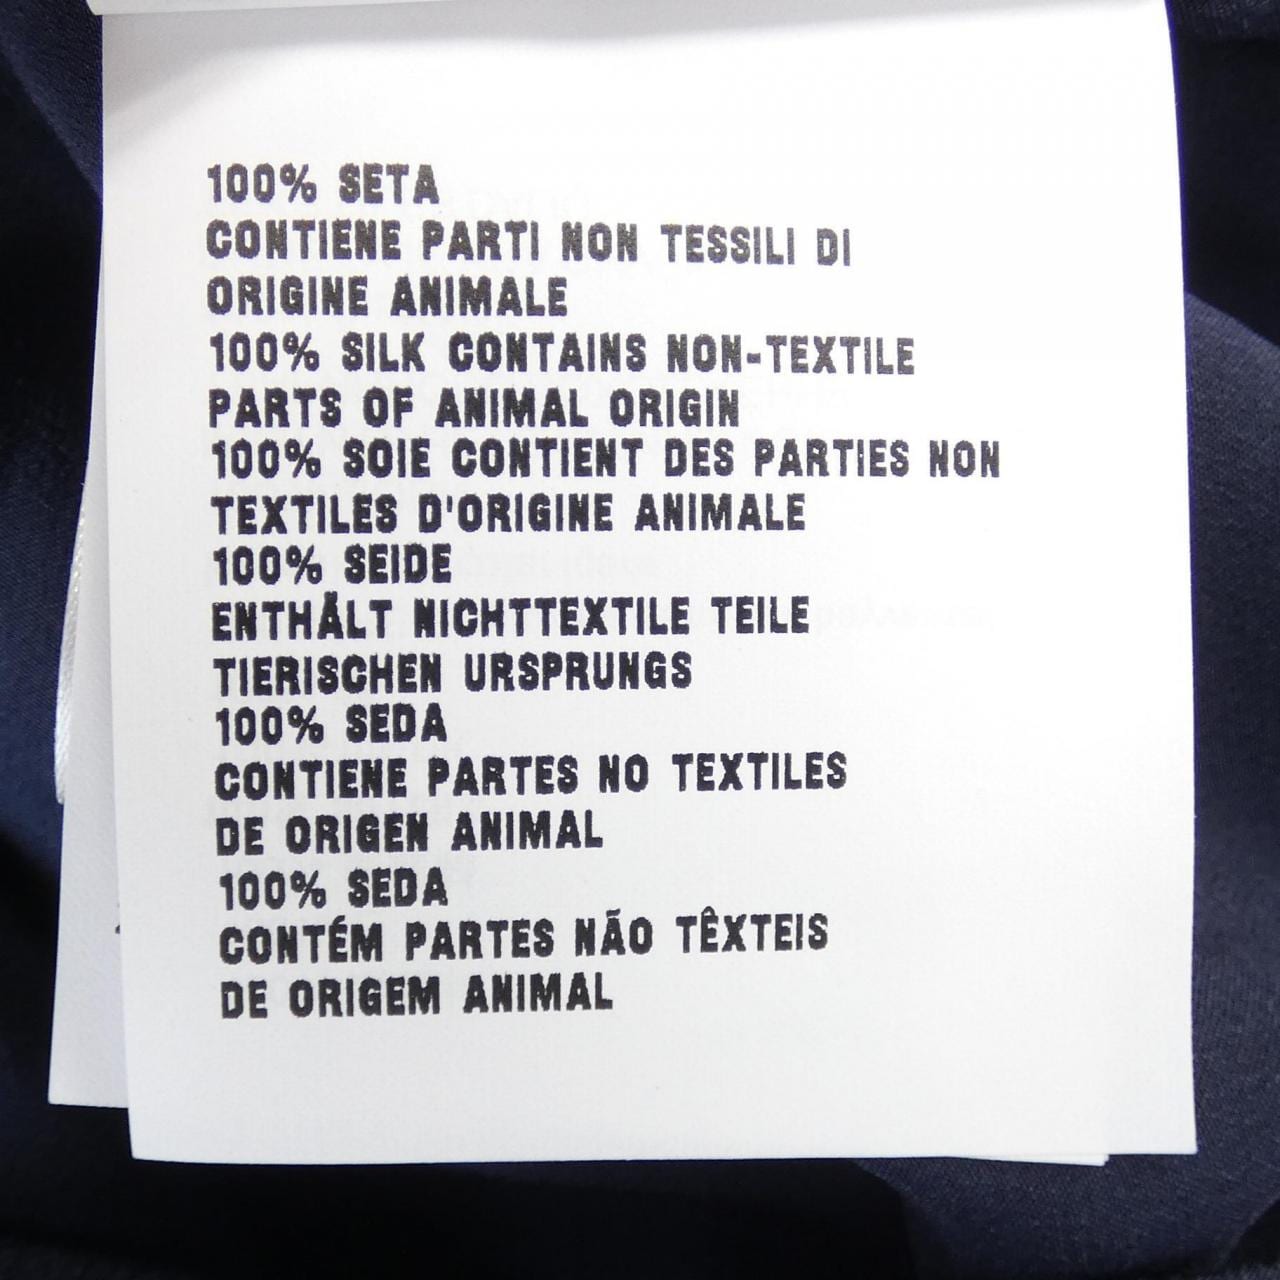 100% SETA
CONTIENE PARTI NON TESSILI DI
ORIGINE ANIMALE
100% SILK CONTAINS NON-TEXTILE
PARTS OF ANIMAL ORIGIN
100% SOIE CONTIENT DES PARTIES NON
TEXTILES D'ORIGINE ANIMALE
100% SEIDE
ENTHÄLT NICHTTEXTILE TEILE
TIERISCHEN URSPRUNGS
100% SEDA
CONTIENE PARTES NO TEXTILES
DE ORIGEN ANIMAL
100% SEDA
CONTÉM PARTES NÃO TÊXTEIS
DE ORIGEM ANIMAL